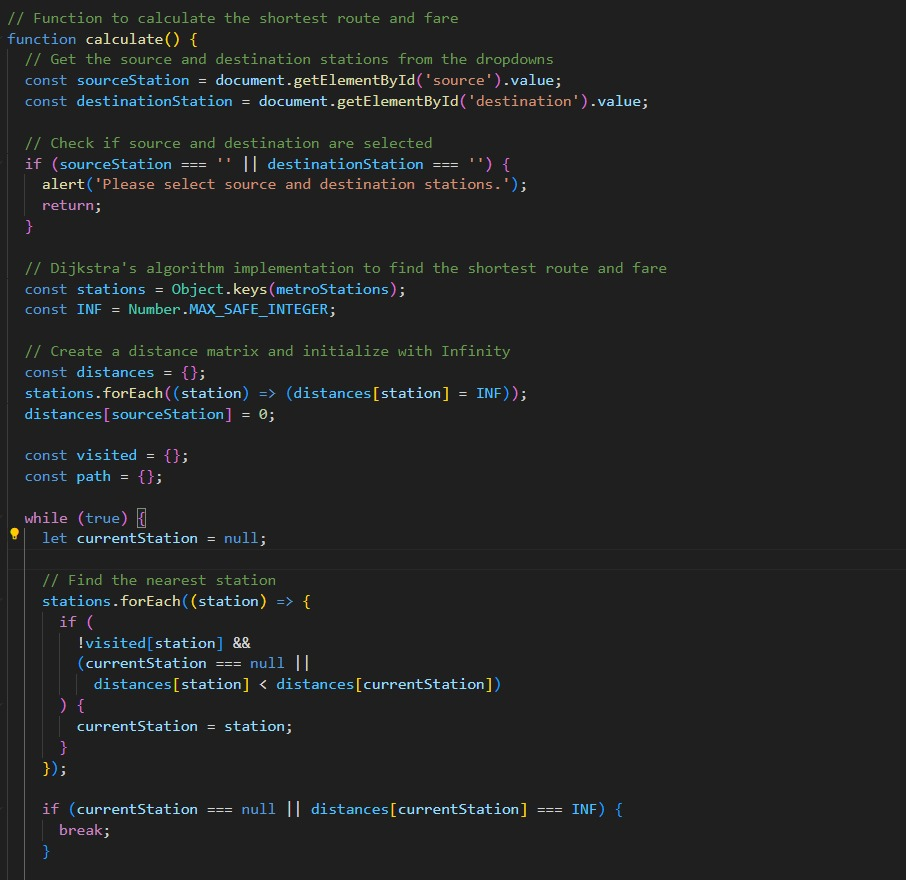 // Function to calculate the shortest route and fare
function calculate() {
// Get the source and destination stations from the dropdowns
const sourceStation = document.getElementById('source').value;
const destinationStation = document.getElementById('destination').value;
// Check if source and destination are selected
if (sourceStation === '' || destinationStation === '') {
alert('Please select source and destination stations.');
return;
}
// Dijkstra's algorithm implementation to find the shortest route and fare
const stations = Object.keys(metroStations);
const INF = Number.MAX_SAFE_INTEGER;
// Create a distance matrix and initialize with Infinity
const distances = {};
stations.forEach((station) => (distances[station] = INF));
distances[sourceStation] = 0;
const visited = {};
const path = {};
while (true) {
let currentStation = null;
// Find the nearest station
stations.forEach((station) => {
if (
!visited[station] &&
(currentStation === null ||
distances[station] < distances[currentStation])
) {
currentStation = station;
}
});
if (currentStation === null || distances[currentStation] === INF) {
break;
}